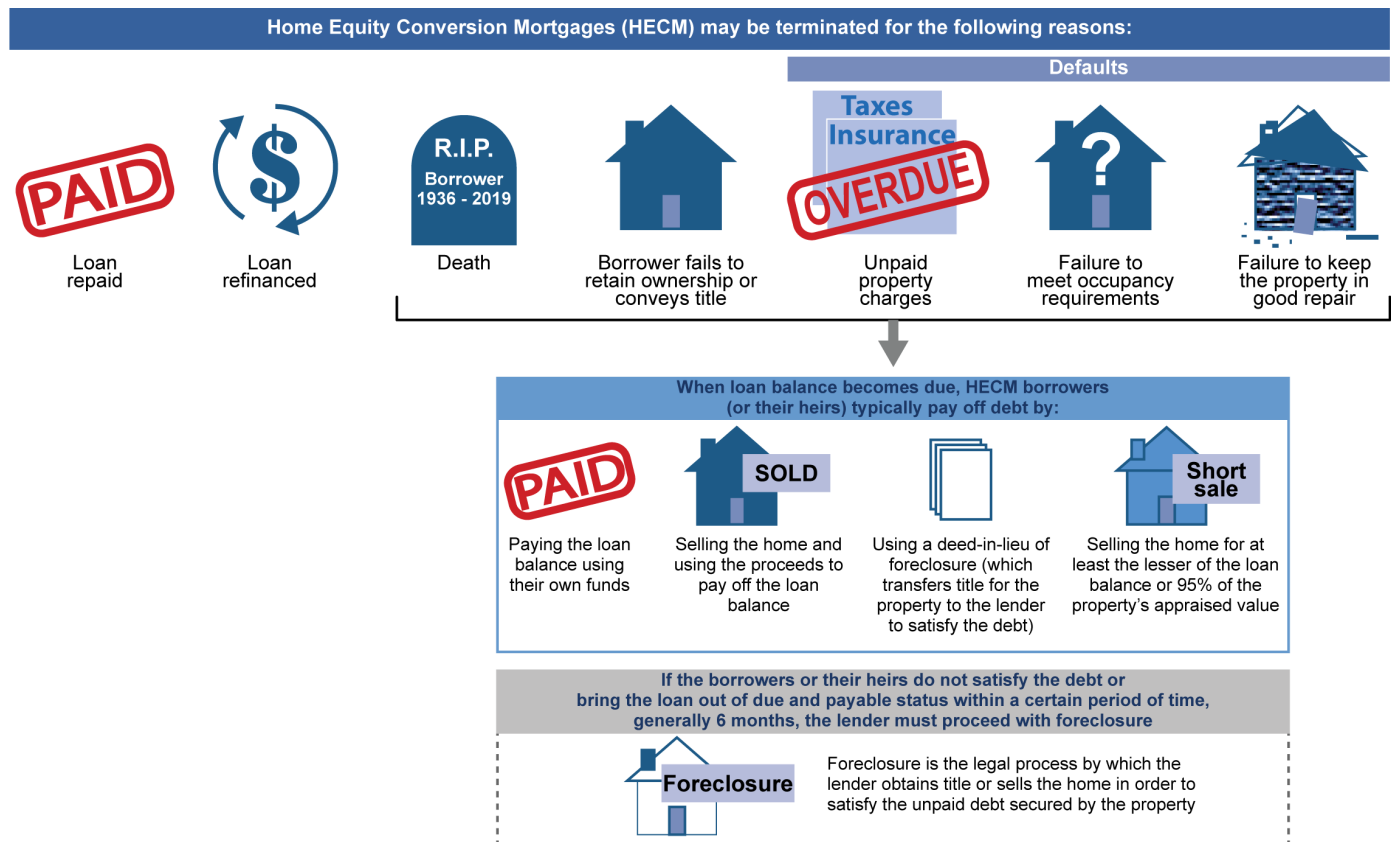 Home Equity Conversion Mortgages (HECM) may be terminated for the following reasons:
Defaults
PAID
Loan
repaid
$
Loan
refinanced
R.I.P.
Borrower
1936 - 2019
Death
Borrower fails to
retain ownership or
conveys title
Taxes
Insurance
OVERDUE
Unpaid
property
charges
?
Failure to
meet occupancy
requirements
Failure to keep
the property in
good repair
When loan balance becomes due, HECM borrowers
(or their heirs) typically pay off debt by:
PAID
Paying the loan
balance using
their own funds
SOLD
Selling the home and
using the proceeds to
pay off the loan
balance
Using a deed-in-lieu of
foreclosure (which
transfers title for the
property to the lender
to satisfy the debt)
Short
sale
Selling the home for at
least the lesser of the loan
balance or 95% of the
property's appraised value
If the borrowers or their heirs do not satisfy the debt or
bring the loan out of due and payable status within a certain period of time,
generally 6 months, the lender must proceed with foreclosure
Foreclosure
Foreclosure is the legal process by which the
lender obtains title or sells the home in order to
satisfy the unpaid debt secured by the property